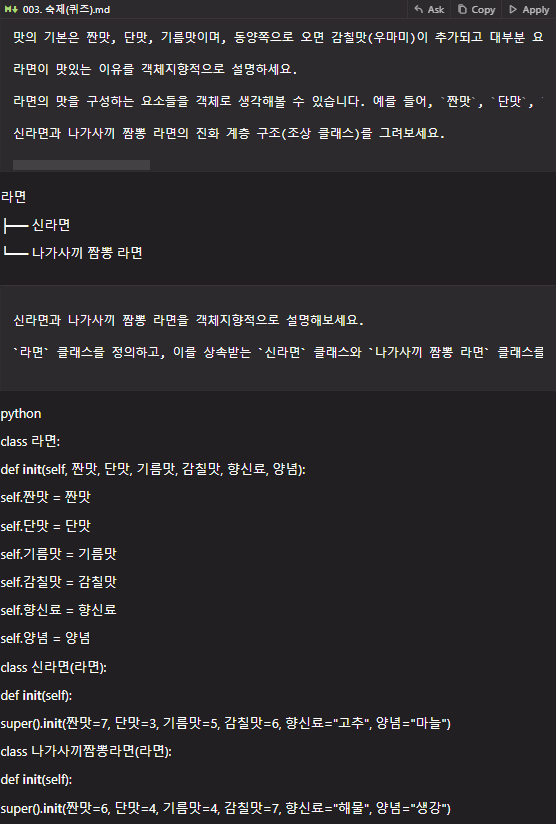 003. 숙제(퀴즈).md
Ask
Copy
Apply
맛의 기본은 짠맛, 단맛, 기름맛이며, 동양쪽으로 오면 감칠맛(우마미)이 추가되고 대부분 요
라면이 맛있는 이유를 객체지향적으로 설명하세요.
라면의 맛을 구성하는 요소들을 객체로 생각해볼 수 있습니다. 예를 들어, `짠맛`, `단맛`, `
신라면과 나가사끼 짬뽕 라면의 진화 계층 구조(조상 클래스)를 그려보세요.
라면
├── 신라면
└── 나가사끼 짬뽕 라면
신라면과 나가사끼 짬뽕 라면을 객체지향적으로 설명해보세요.
`라면` 클래스를 정의하고, 이를 상속받는 `신라면` 클래스와 `나가사끼 짬뽕 라면` 클래스를
python
class 라면:
def init(self, 짠맛, 단맛, 기름맛, 감칠맛, 향신료, 양념):
self.짠맛 = 짠맛
self.단맛 = 단맛
self.기름맛 = 기름맛
self.감칠맛 = 감칠맛
self.향신료 = 향신료
self.양념 = 양념
class 신라면(라면):
def init(self):
super().init(짠맛=7, 단맛=3, 기름맛=5, 감칠맛=6, 향신료="고추", 양념="마늘")
class 나가사끼짬뽕라면(라면):
def init(self):
super().init(짠맛=6, 단맛=4, 기름맛=4, 감칠맛=7, 향신료="해물", 양념="생강")